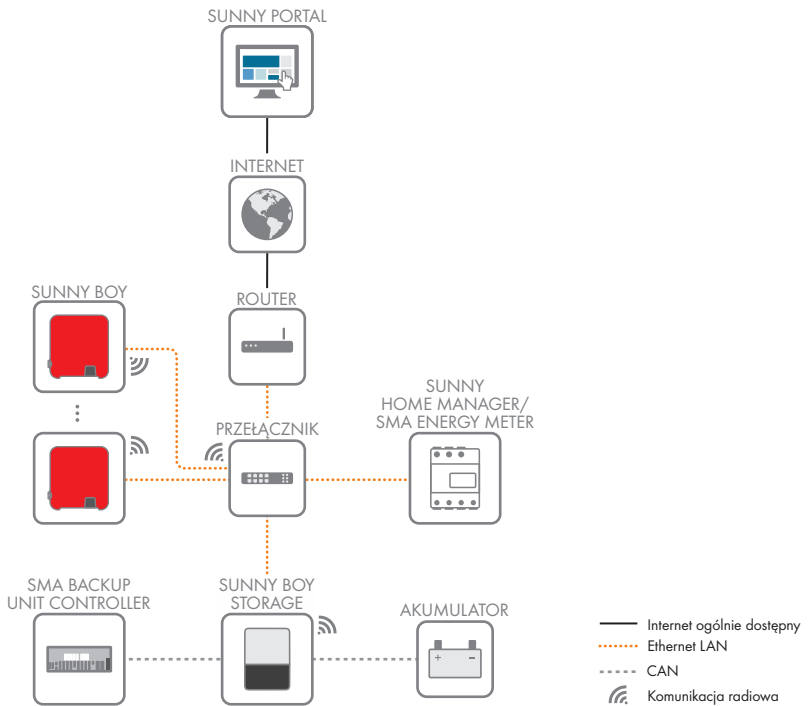 SUNNY PORTAL
INTERNET
SUNNY BOY
ROUTER
SUNNY
HOME MANAGER/
SMA ENERGY METER
PRZEŁĄCZNIK
SMA BACKUP
UNIT CONTROLLER
SUNNY BOY
STORAGE
AKUMULATOR
+ −
Internet ogólnie dostępny
Ethernet LAN
CAN
Komunikacja radiowa